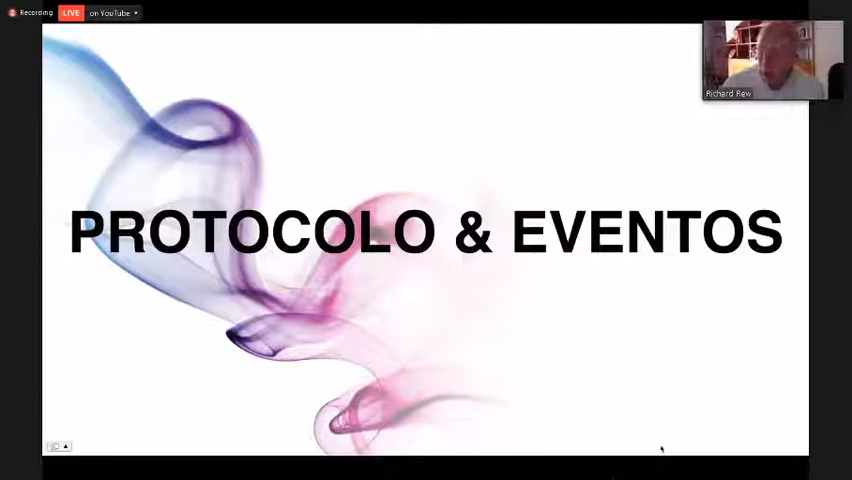 Recording
LIVE on YouTube
Richard Rew
PROTOCOLO & EVENTOS